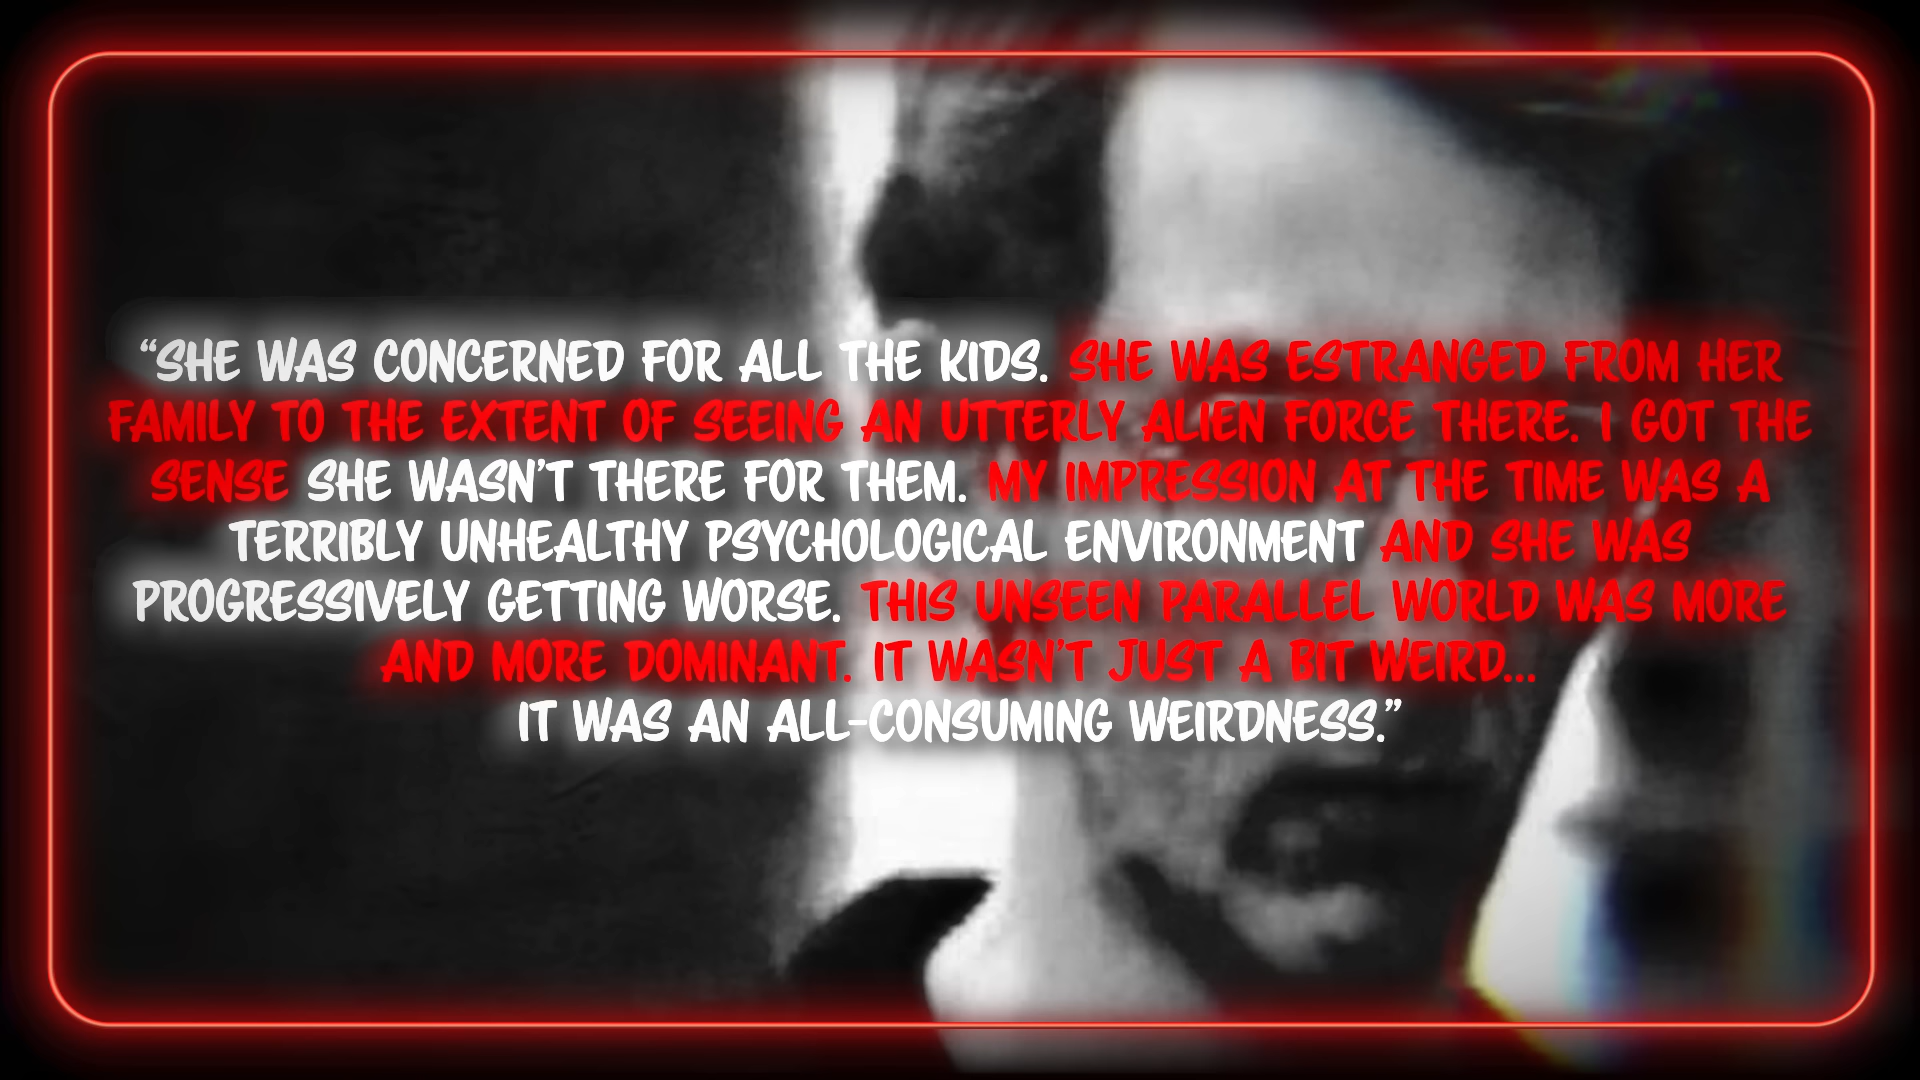 “SHE WAS CONCERNED FOR ALL THE KIDS. SHE WAS ESTRANGED FROM HER
FAMILY TO THE EXTENT OF SEEING AN UTTERLY ALIEN FORCE THERE. I GOT THE
SENSE SHE WASN’T THERE FOR THEM. MY IMPRESSION AT THE TIME WAS A
TERRIBLY UNHEALTHY PSYCHOLOGICAL ENVIRONMENT AND SHE WAS
PROGRESSIVELY GETTING WORSE. THIS UNSEEN PARALLEL WORLD WAS MORE
AND MORE DOMINANT. IT WASN’T JUST A BIT WEIRD...
IT WAS AN ALL-CONSUMING WEIRDNESS.”